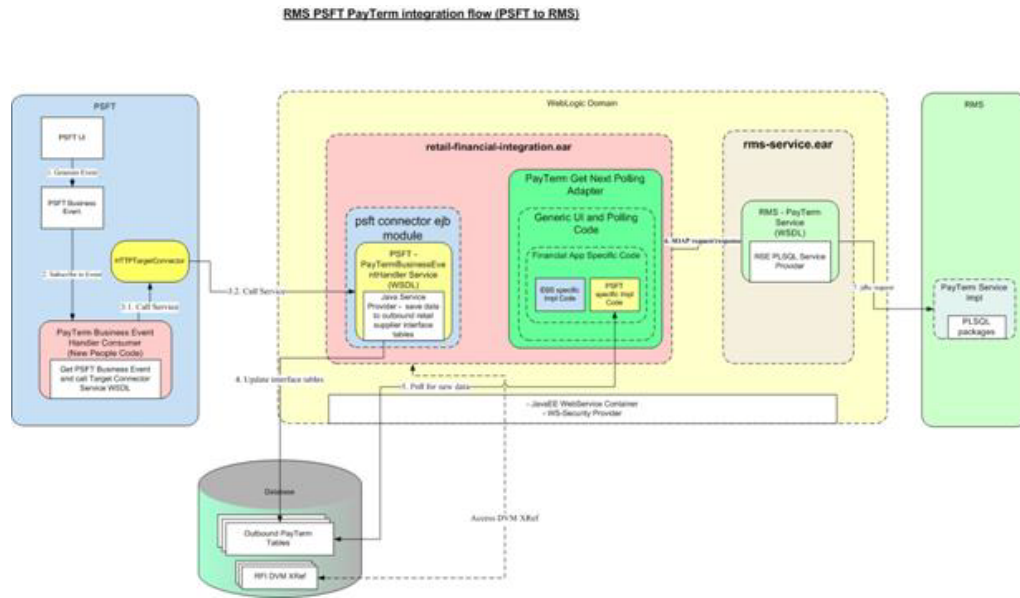 RMS PSFT PayTerm integration flow (PSFT to RMS)
PSFT
PSFT UI
1. Generate Event
PSFT Business
Event
2. Subscribe to Event
HTTPTargetConnector
3.1. Call Service
PayTerm Business Event
Handler Consumer
(New People Code)
Get PSFT Business Event
and call Target Connector
Service WSDL
3.2. Call Service
WebLogic Domain
retail-financial-integration.ear
psft connector ejb
module
PSFT -
PayTermBusinessEve
ntHandler Service
(WSDL)
Java Service
Provider - save data
to outbound retail
supplier interface
tables
PayTerm Get Next Polling
Adapter
Generic UI and Polling
Code
Financial App Specific Code
EBS specific
Impl Code
PSFT
specific Impl
Code
4. Update interface tables
5. Poll for new data
6. SOAP request/response
rms-service.ear
RMS - PayTerm
Service
(WSDL)
RSE PLSQL Service
Provider
7. jdbc request
- JavaEE WebService Container
- WS-Security Provider
RMS
PayTerm Service
Impl
PLSQL
packages
Database
Outbound PayTerm
Tables
RFI DVM XRef
Access DVM XRef